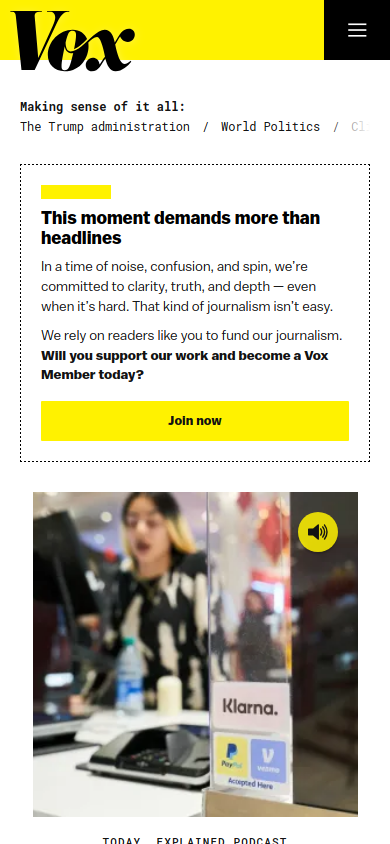 Vox
Making sense of it all:
The Trump administration / World Politics /
This moment demands more than
headlines
In a time of noise, confusion, and spin, we're
committed to clarity, truth, and depth — even
when it's hard. That kind of journalism isn't easy.
We rely on readers like you to fund our journalism.
Will you support our work and become a Vox
Member today?
Join now
Klarna.
PayPal
venmo
Accepted Here
TODAY, EXPLAINED PODCAST